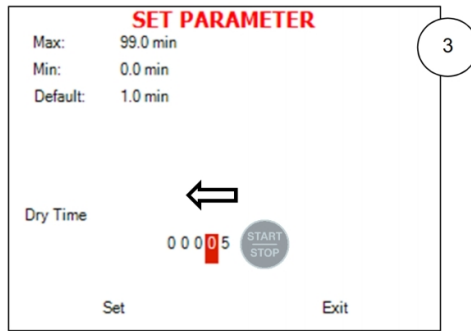 SET PARAMETER
3
Max: 99.0 min
Min: 0.0 min
Default: 1.0 min
Dry Time
0 0 0 0 5
START
STOP
Set Exit